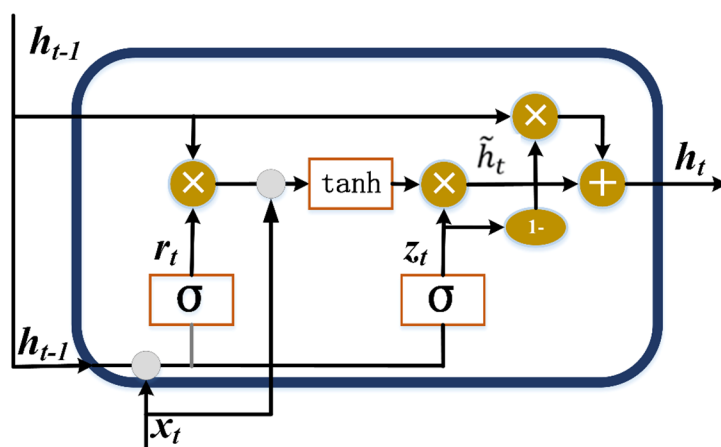 h_{t-1}
×
×
tanh
×
h̃_t
+
h_t
r_t
z_t
1-
σ
σ
h_{t-1}
x_t